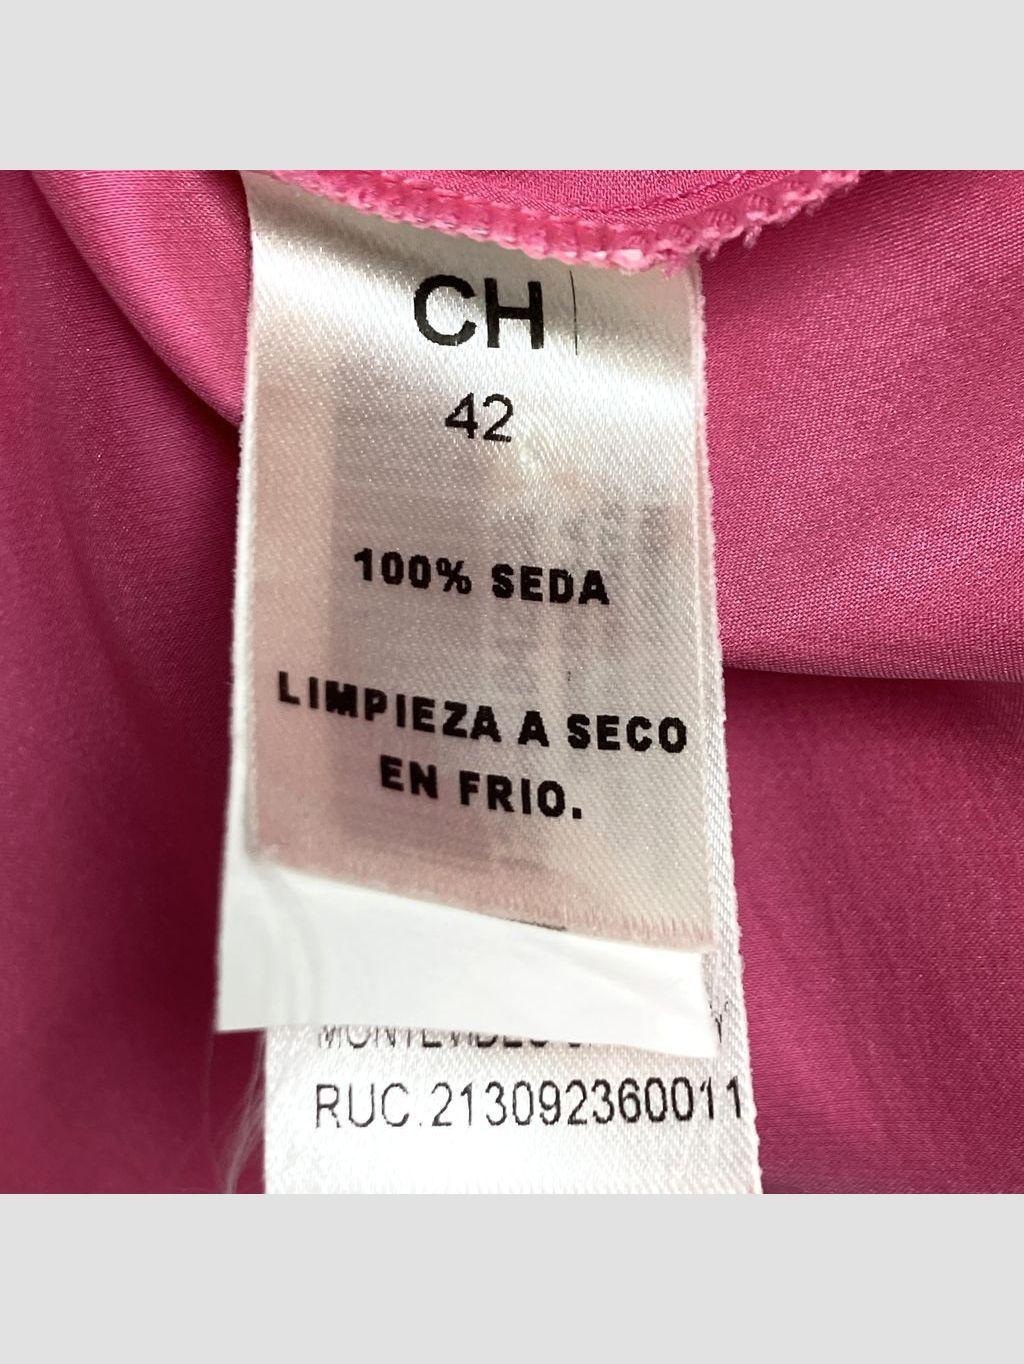 CH
42
100% SEDA
LIMPIEZA A SECO
EN FRIO.
RUC.213092360011